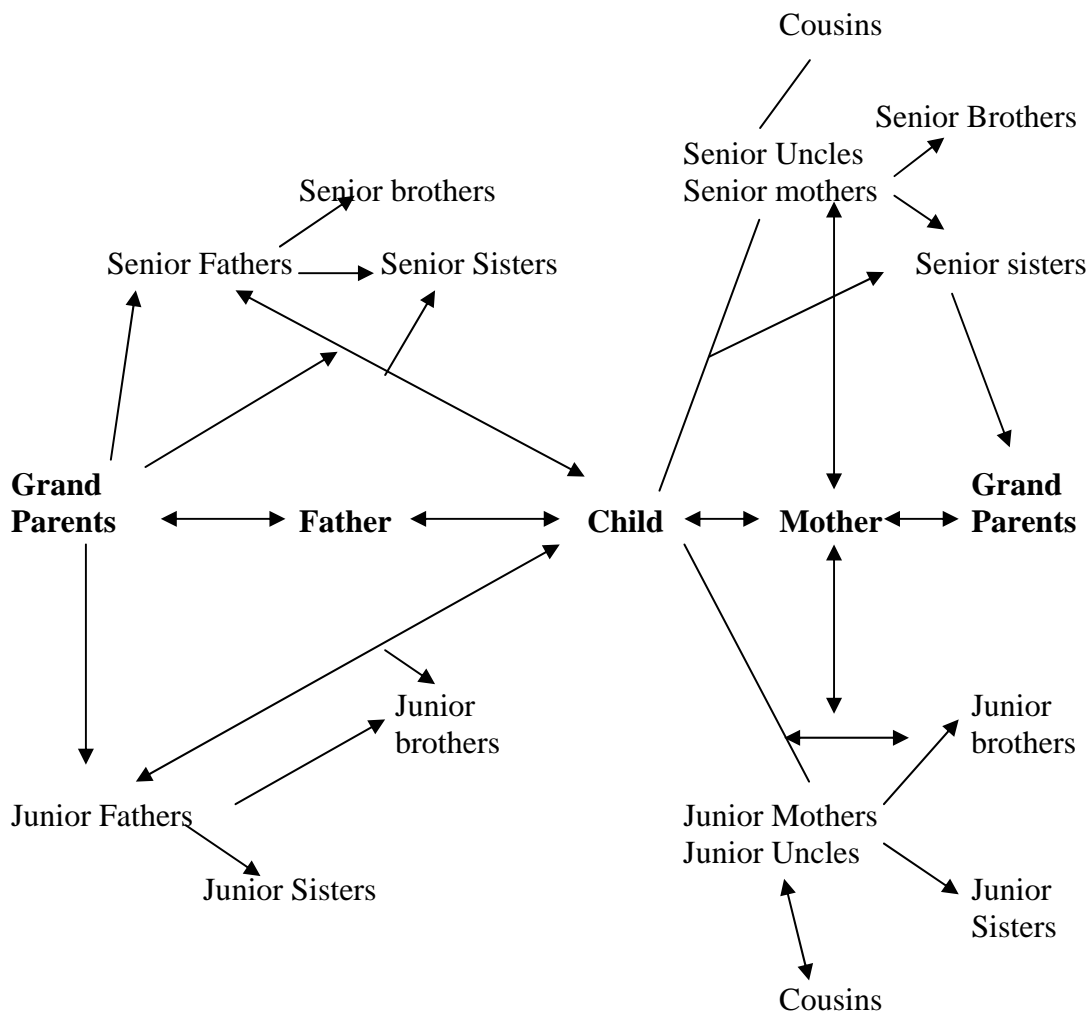 Cousins
Senior Brothers
Senior Uncles
Senior mothers
Senior brothers
Senior Fathers
Senior Sisters
Senior sisters
Grand
Parents
Father
Child
Mother
Grand
Parents
Junior
brothers
Junior
brothers
Junior Fathers
Junior Mothers
Junior Uncles
Junior Sisters
Junior
Sisters
Cousins